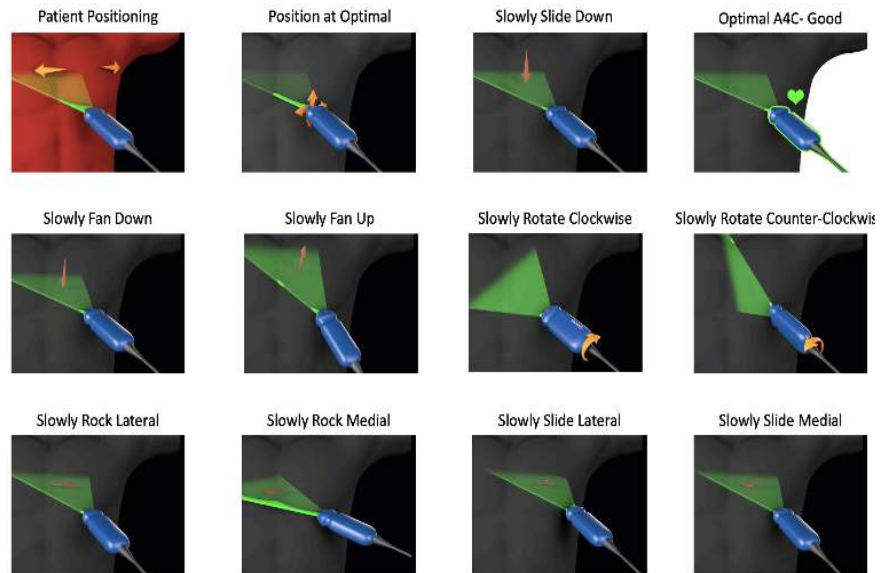 Patient Positioning
Position at Optimal
Slowly Slide Down
Optimal A4C- Good
Slowly Fan Down
Slowly Fan Up
Slowly Rotate Clockwise
Slowly Rotate Counter-Clockwis
Slowly Rock Lateral
Slowly Rock Medial
Slowly Slide Lateral
Slowly Slide Medial